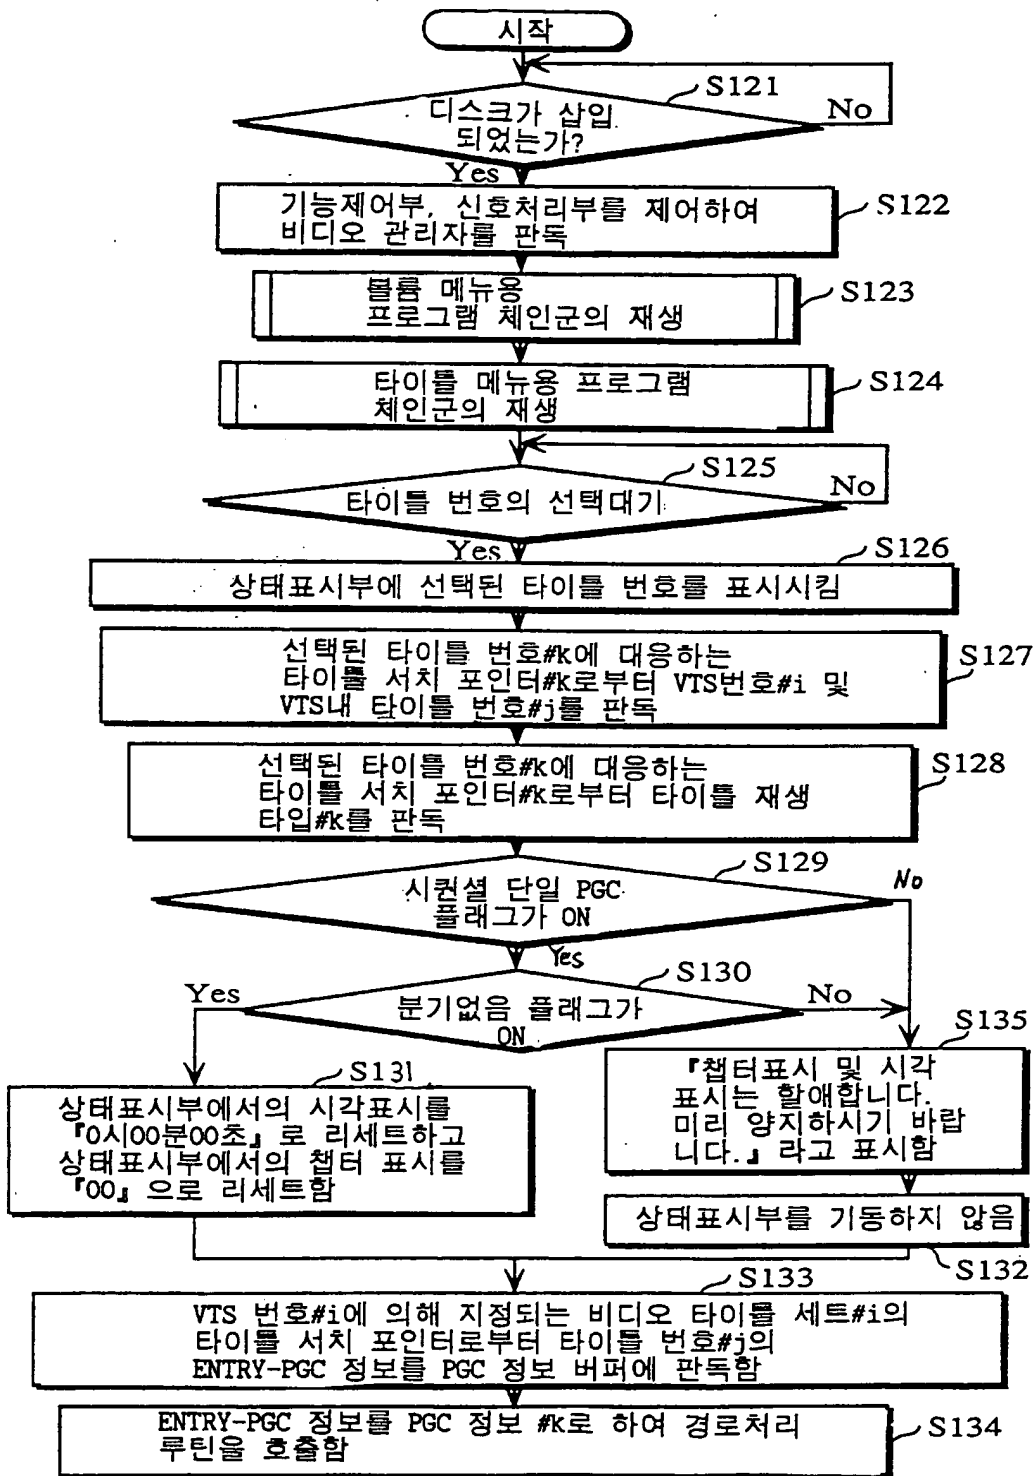 시작
S121
디스크가 삽입
되었는가?
No
Yes
기능제어부, 신호처리부를 제어하여
비디오 관리자를 판독
S122
볼륨 메뉴용
프로그램 체인군의 재생
S123
타이틀 메뉴용 프로그램
체인군의 재생
S124
S125
타이틀 번호의 선택대기
No
Yes
S126
상태표시부에 선택된 타이틀 번호를 표시시킴
선택된 타이틀 번호#k에 대응하는
타이틀 서치 포인터#k로부터 VTS번호#i 및
VTS내 타이틀 번호#j를 판독
S127
선택된 타이틀 번호#k에 대응하는
타이틀 서치 포인터#k로부터 타이틀 재생
타입#k를 판독
S128
S129
시퀀셜 단일 PGC
플래그가 ON
No
Yes
S130
분기없음 플래그가
ON
Yes
No
S131
상태표시부에서의 시각표시를
『0시00분00초』로 리세트하고
상태표시부에서의 챕터 표시를
『00』으로 리세트함
S135
『챕터표시 및 시각
표시는 할애합니다.
미리 양지하시기 바랍
니다.』라고 표시함
상태표시부를 기동하지 않음
S132
S133
VTS 번호#i에 의해 지정되는 비디오 타이틀 세트#i의
타이틀 서치 포인터로부터 타이틀 번호#j의
ENTRY-PGC 정보를 PGC 정보 버퍼에 판독함
ENTRY-PGC 정보를 PGC 정보 #k로 하여 경로처리
루틴을 호출함
S134